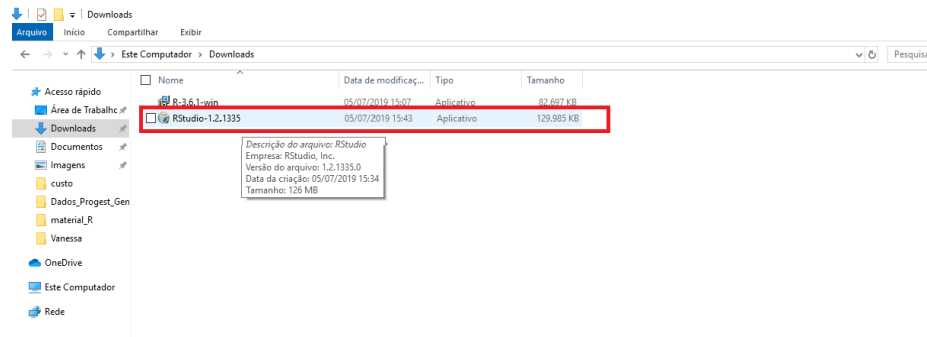 Downloads
Arquivo Início Compartilhar Exibir
Este Computador > Downloads Pesquisa
Nome Data de modificaç... Tipo Tamanho
Acesso rápido
R-3.6.1-win 05/07/2019 15:07 Aplicativo 82.697 KB
Área de Trabalhc
RStudio-1.2.1335 05/07/2019 15:43 Aplicativo 129.985 KB
Downloads
Documentos
Imagens
custo
Dados_Progest_Gen
material_R
Vanessa
OneDrive
Este Computador
Rede
Descrição do arquivo: RStudio
Empresa: RStudio, Inc.
Versão do arquivo: 1.2.1335.0
Data da criação: 05/07/2019 15:34
Tamanho: 126 MB